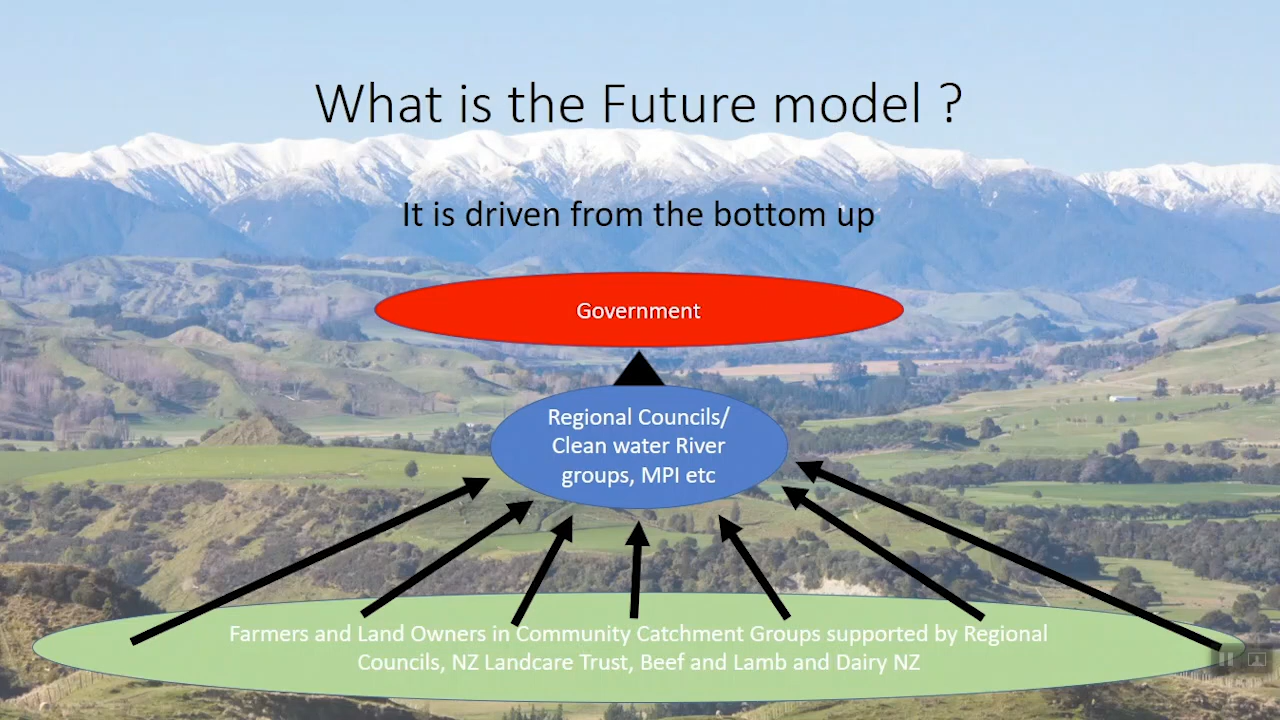 What is the Future model ?
It is driven from the bottom up
Government
Regional Councils/
Clean water River
groups, MPI etc
Farmers and Land Owners in Community Catchment Groups supported by Regional
Councils, NZ Landcare Trust, Beef and Lamb and Dairy NZ